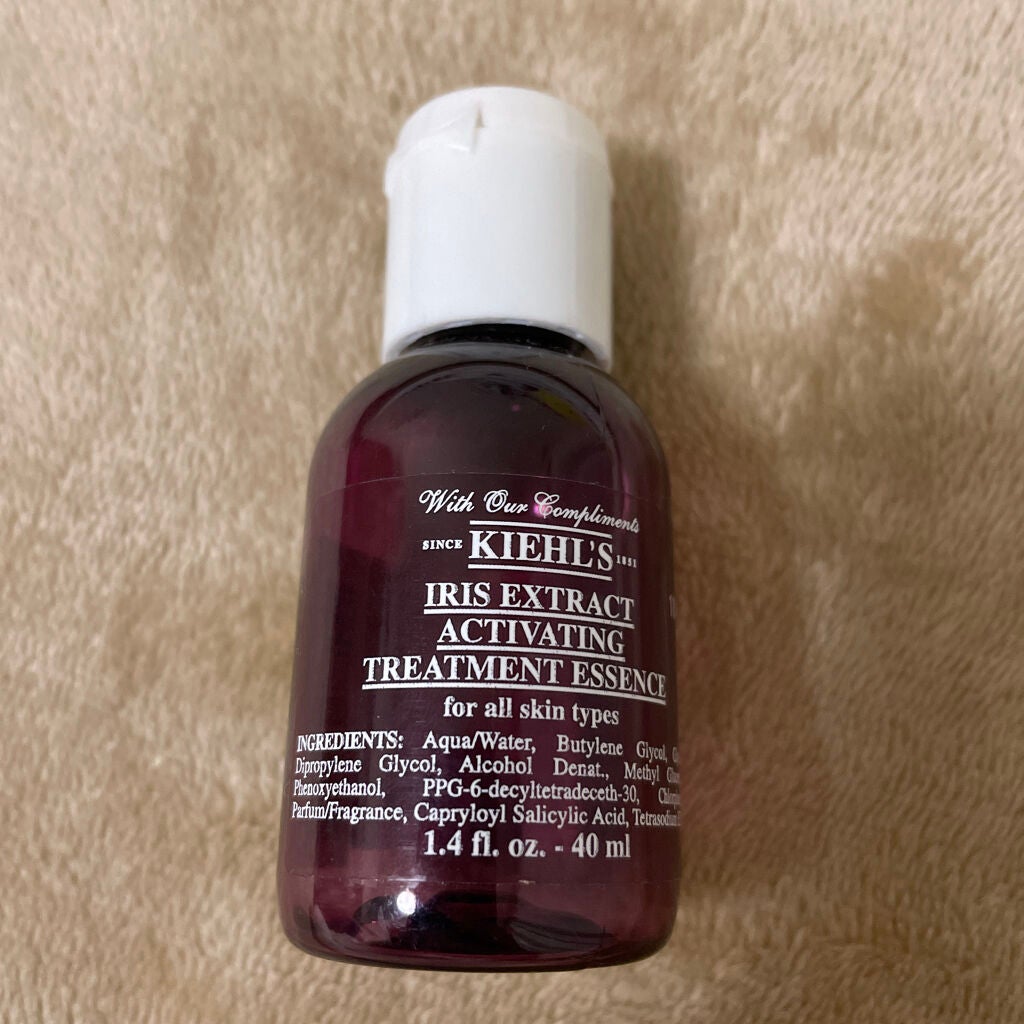 With Our Compliments
SINCE KIEHL'S 1851
IRIS EXTRACT
ACTIVATING
TREATMENT ESSENCE
for all skin types
INGREDIENTS: Aqua/Water, Butylene Glycol,
Dipropylene Glycol, Alcohol Denat., Methyl
Phenoxyethanol, PPG-6-decyltetradeceth-30,
Parfum/Fragrance, Capryloyl Salicylic Acid, Tetrasodium
1.4 fl. oz. - 40 ml